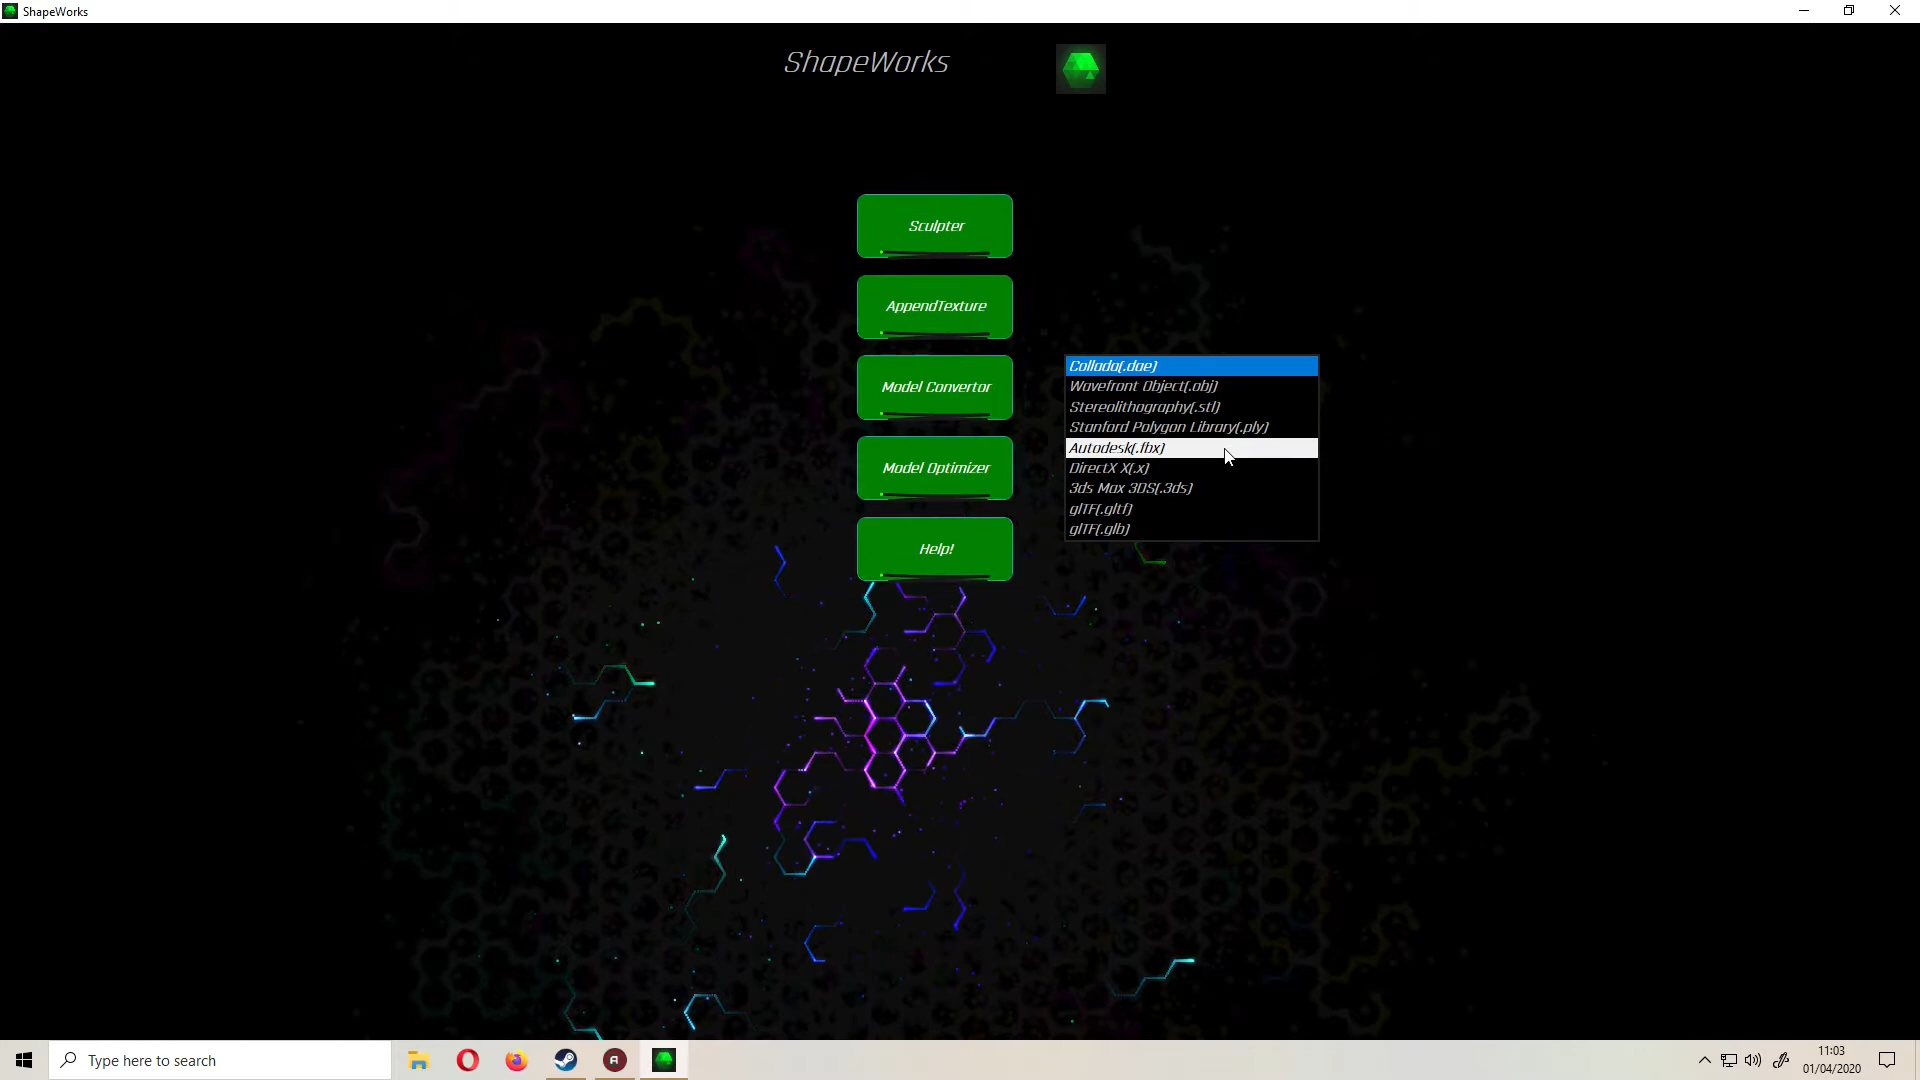 ShapeWorks
ShapeWorks
Sculpter
AppendTexture
Model Convertor
Model Optimizer
Help!
Collada(.dae)
Wavefront Object(.obj)
Stereolithography(.stl)
Stanford Polygon Library(.ply)
Autodesk(.fbx)
DirectX X(.x)
3ds Max 3DS(.3ds)
glTF(.gltf)
glTF(.glb)
Type here to search
A
11:03
01/04/2020